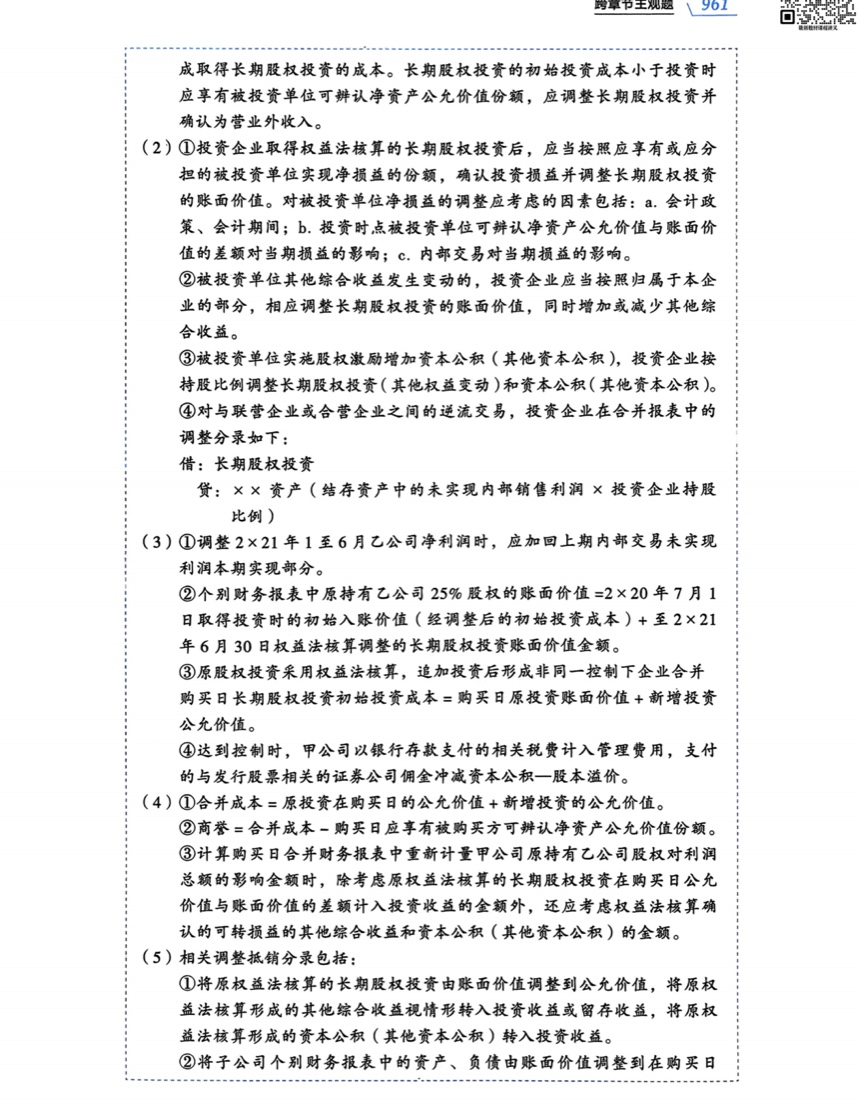 跨章节主观题 961
成取得长期股权投资的成本。长期股权投资的初始投资成本小于投资时
应享有被投资单位可辨认净资产公允价值份额，应调整长期股权投资并
确认为营业外收入。
（2）①投资企业取得权益法核算的长期股权投资后，应当按照应享有或应分
担的被投资单位实现净损益的份额，确认投资损益并调整长期股权投资
的账面价值。对被投资单位净损益的调整应考虑的因素包括：a. 会计政
策、会计期间；b. 投资时点被投资单位可辨认净资产公允价值与账面价
值的差额对当期损益的影响；c. 内部交易对当期损益的影响。
②被投资单位其他综合收益发生变动的，投资企业应当按照归属于本企
业的部分，相应调整长期股权投资的账面价值，同时增加或减少其他综
合收益。
③被投资单位实施股权激励增加资本公积（其他资本公积），投资企业按
持股比例调整长期股权投资（其他权益变动）和资本公积（其他资本公积）。
④对与联营企业或合营企业之间的逆流交易，投资企业在合并报表中的
调整分录如下：
借：长期股权投资
贷：×× 资产（结存资产中的未实现内部销售利润 × 投资企业持股
比例）
（3）①调整 2×21 年 1 至 6 月乙公司净利润时，应加回上期内部交易未实现
利润本期实现部分。
②个别财务报表中原持有乙公司 25% 股权的账面价值 =2×20 年 7 月 1
日取得投资时的初始入账价值（经调整后的初始投资成本）+ 至 2×21
年 6 月 30 日权益法核算调整的长期股权投资账面价值金额。
③原股权投资采用权益法核算，追加投资后形成非同一控制下企业合并
购买日长期股权投资初始投资成本 = 购买日原投资账面价值 + 新增投资
公允价值。
④达到控制时，甲公司以银行存款支付的相关税费计入管理费用，支付
的与发行股票相关的证券公司佣金冲减资本公积—股本溢价。
（4）①合并成本 = 原投资在购买日的公允价值 + 新增投资的公允价值。
②商誉 = 合并成本 – 购买日应享有被购买方可辨认净资产公允价值份额。
③计算购买日合并财务报表中重新计量甲公司原持有乙公司股权对利润
总额的影响金额时，除考虑原权益法核算的长期股权投资在购买日公允
价值与账面价值的差额计入投资收益的金额外，还应考虑权益法核算确
认的可转损益的其他综合收益和资本公积（其他资本公积）的金额。
（5）相关调整抵销分录包括：
①将原权益法核算的长期股权投资由账面价值调整到公允价值，将原权
益法核算形成的其他综合收益视情形转入投资收益或留存收益，将原权
益法核算形成的资本公积（其他资本公积）转入投资收益。
②将子公司个别财务报表中的资产、负债由账面价值调整到在购买日